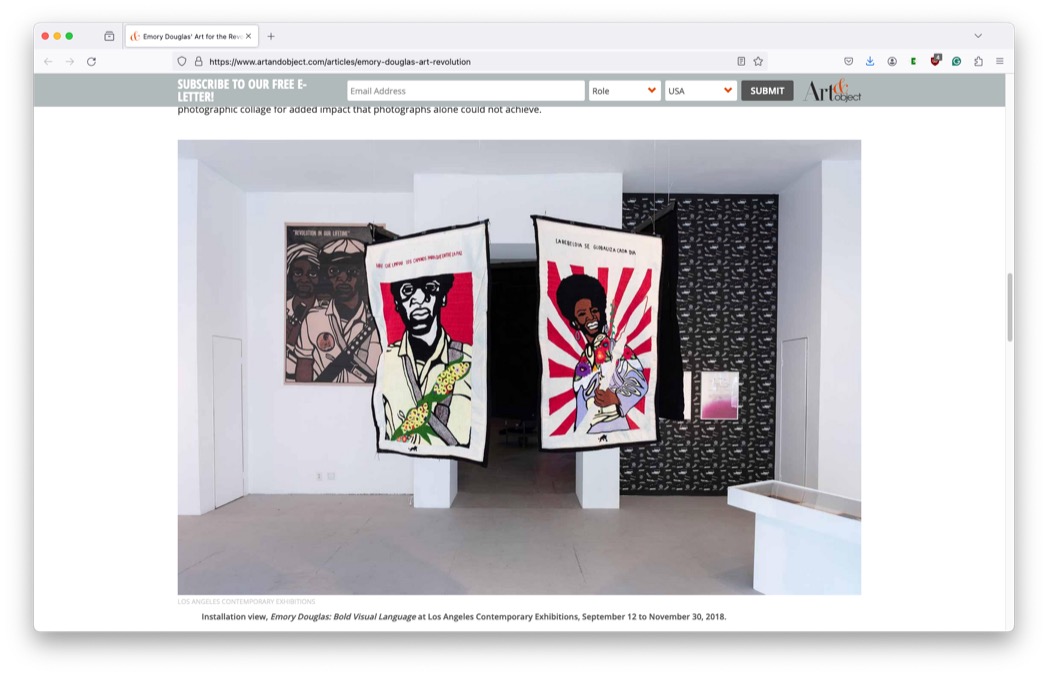 Emory Douglas' Art for the Rev
https://www.artandobject.com/articles/emory-douglas-art-revolution
SUBSCRIBE TO OUR FREE E-
LETTER!
Email Address
Role
USA
SUBMIT
Art&Object
photographic collage for added impact that photographs alone could not achieve.
"REVOLUTION IN OUR LIFETIME"
LA REBELDIA SE GLOBALIZA CADA DIA
LOS ANGELES CONTEMPORARY EXHIBITIONS
Installation view, Emory Douglas: Bold Visual Language at Los Angeles Contemporary Exhibitions, September 12 to November 30, 2018.